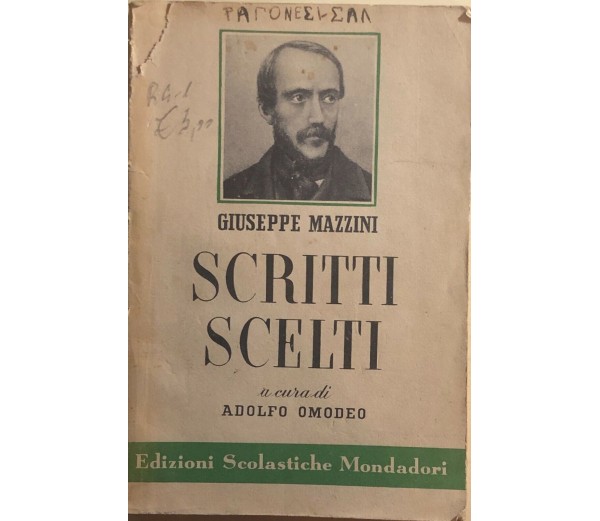 GIUSEPPE MAZZINI
SCRITTI
SCELTI
a cura di
ADOLFO OMODEO
Edizioni Scolastiche Mondadori